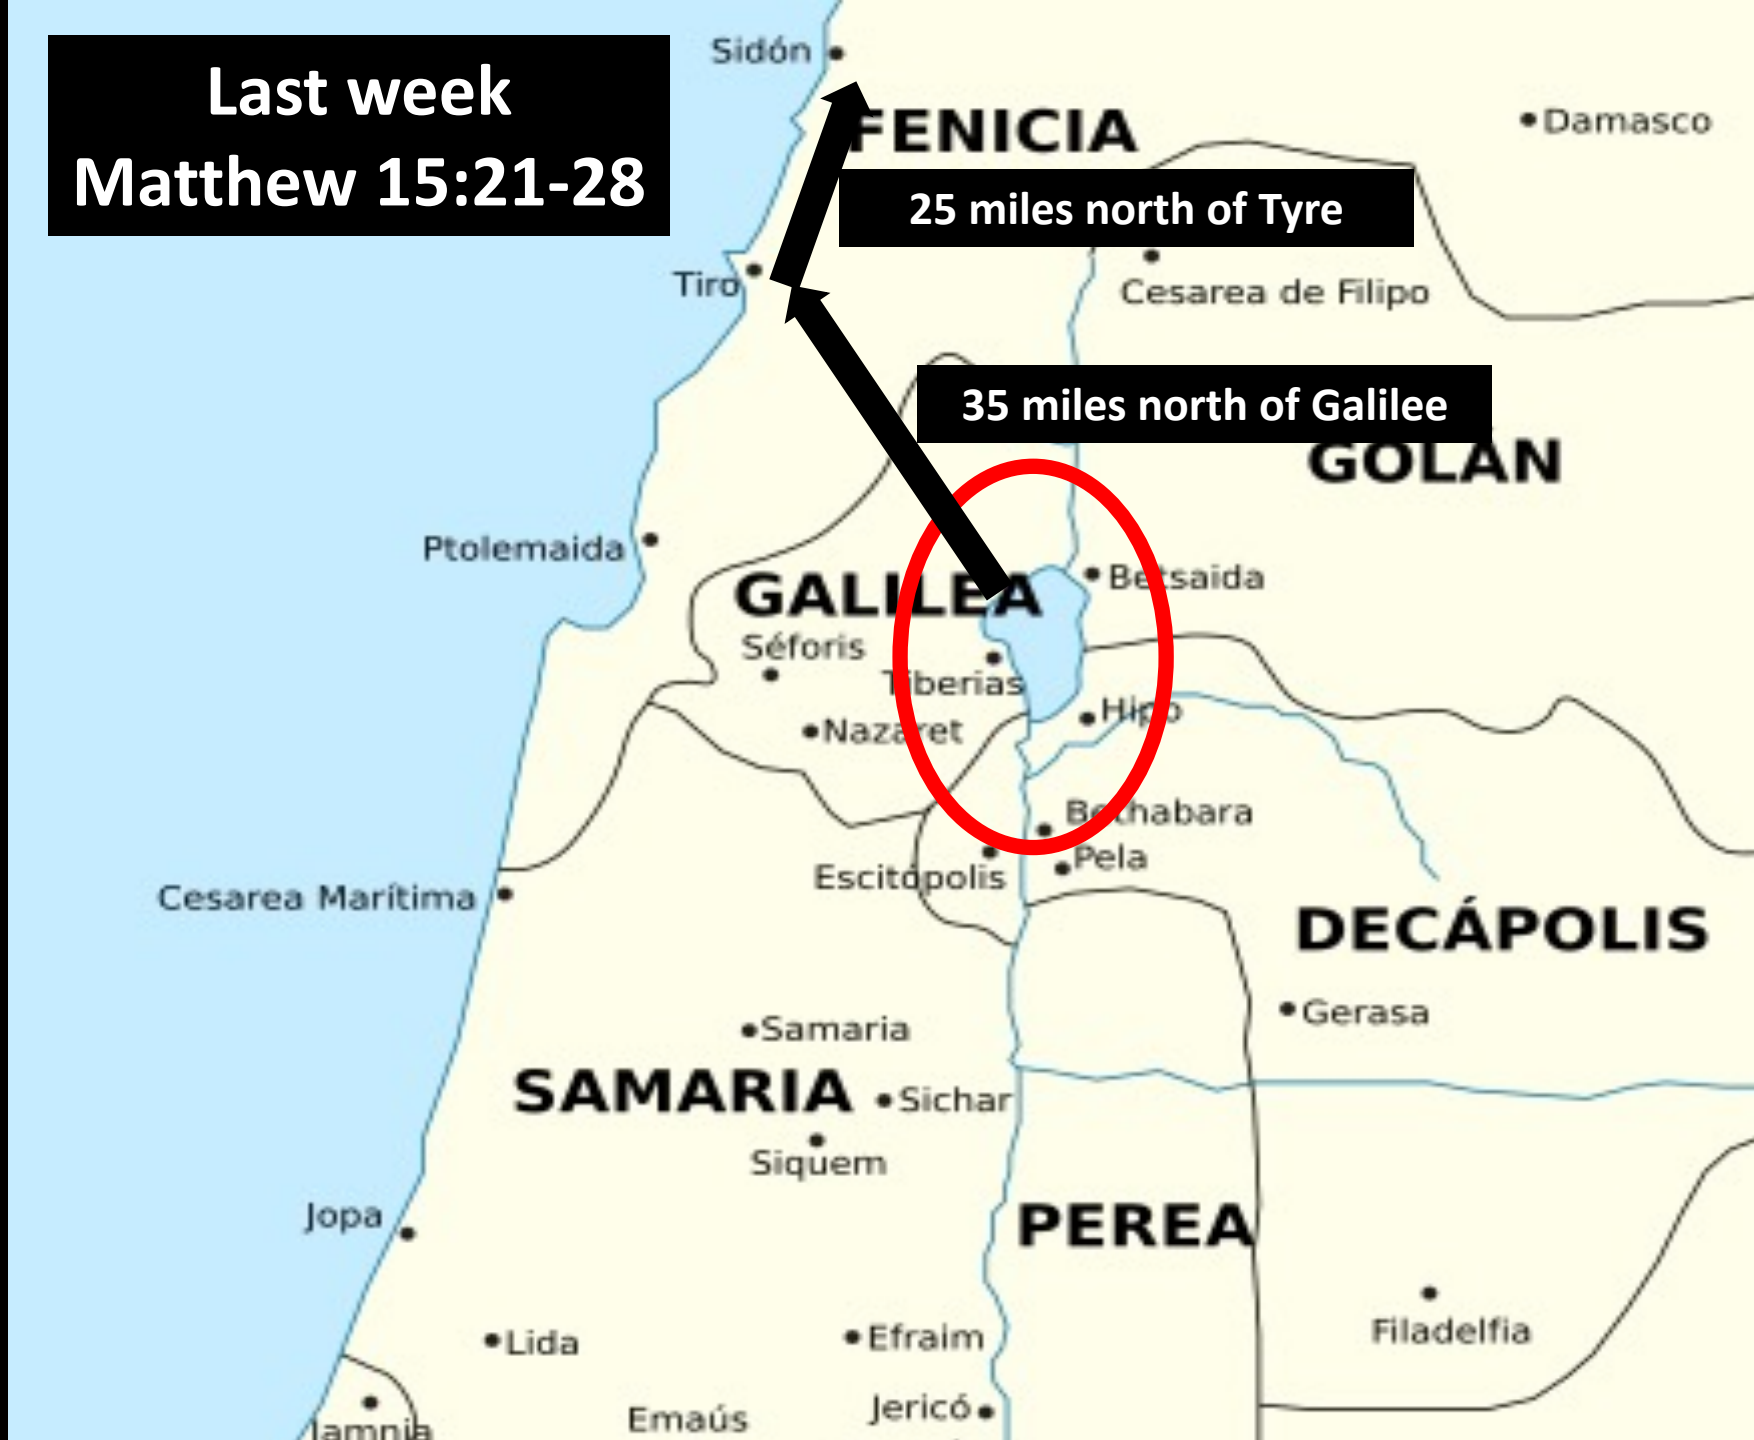 Last week
Matthew 15:21-28
Sidón
FENICIA
Damasco
25 miles north of Tyre
Tiro
Cesarea de Filipo
35 miles north of Galilee
GOLÁN
Ptolemaida
GALILEA
Betsaida
Séforis
Tiberias
Nazaret
Hipo
Bethabara
Pela
Escitópolis
Cesarea Marítima
DECÁPOLIS
Gerasa
Samaria
SAMARIA
Sichar
Siquem
Jopa
PEREA
Filadelfia
Lida
Efraim
Jericó
Emaús
Jamnia